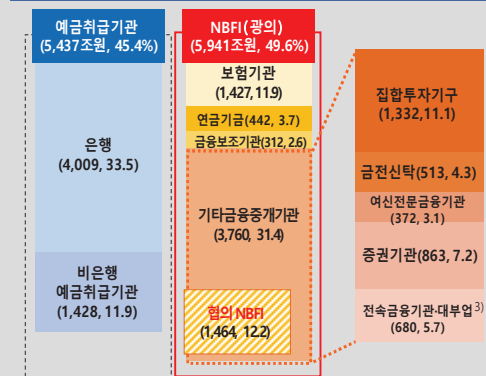 예금취급기관
(5,437조원, 45.4%)
은행
(4,009, 33.5)
비은행
예금취급기관
(1,428, 11.9)
NBFI(광의)
(5,941조원, 49.6%)
보험기관
(1,427,11.9)
연금기금(442, 3.7)
금융보조기관(312, 2.6)
기타금융중개기관
(3,760, 31.4)
협의 NBFI
(1,464, 12.2)
집합투자기구
(1,332,11.1)
금전신탁(513, 4.3)
여신전문금융기관
(372, 3.1)
증권기관(863, 7.2)
전속금융기관·대부업3)
(680, 5.7)